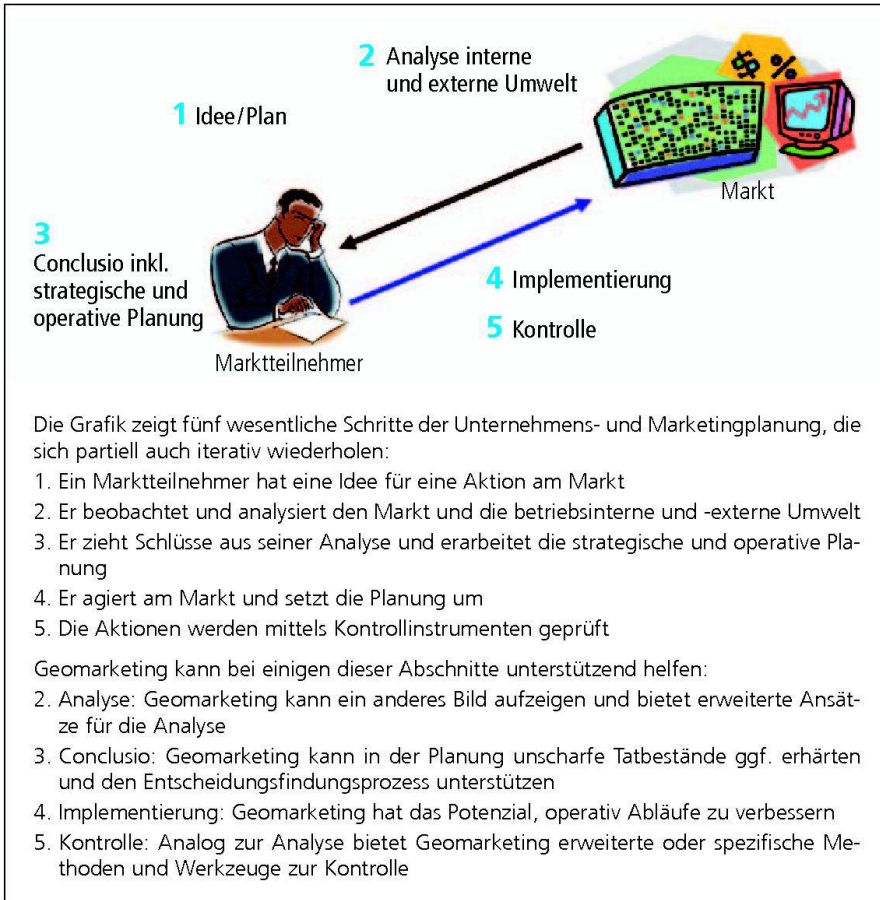 2 Analyse interne
und externe Umwelt
$ %
1 Idee/Plan
Markt
3
Conclusio inkl.
strategische und
operative Planung
4 Implementierung
5 Kontrolle
Marktteilnehmer
Die Grafik zeigt fünf wesentliche Schritte der Unternehmens- und Marketingplanung, die
sich partiell auch iterativ wiederholen:
1. Ein Marktteilnehmer hat eine Idee für eine Aktion am Markt
2. Er beobachtet und analysiert den Markt und die betriebsinterne und -externe Umwelt
3. Er zieht Schlüsse aus seiner Analyse und erarbeitet die strategische und operative Pla-
nung
4. Er agiert am Markt und setzt die Planung um
5. Die Aktionen werden mittels Kontrollinstrumenten geprüft
Geomarketing kann bei einigen dieser Abschnitte unterstützend helfen:
2. Analyse: Geomarketing kann ein anderes Bild aufzeigen und bietet erweiterte Ansät-
ze für die Analyse
3. Conclusio: Geomarketing kann in der Planung unscharfe Tatbestände ggf. erhärten
und den Entscheidungsfindungsprozess unterstützen
4. Implementierung: Geomarketing hat das Potenzial, operativ Abläufe zu verbessern
5. Kontrolle: Analog zur Analyse bietet Geomarketing erweiterte oder spezifische Me-
thoden und Werkzeuge zur Kontrolle